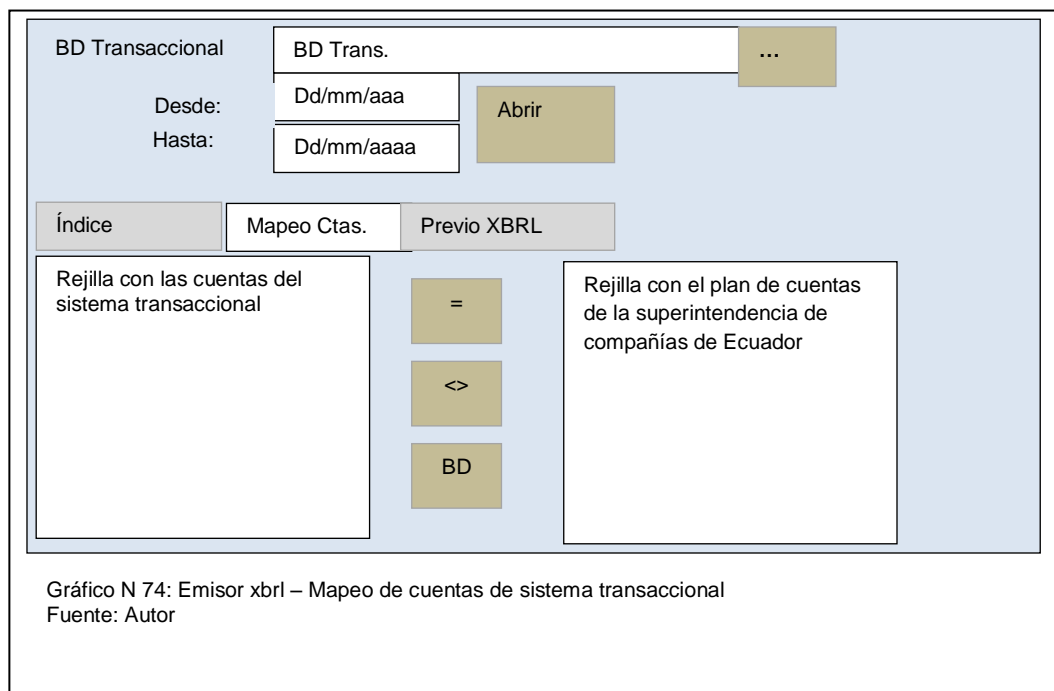 BD Transaccional
BD Trans.
...
Desde:
Dd/mm/aaa
Abrir
Hasta:
Dd/mm/aaaa
Índice
Mapeo Ctas.
Previo XBRL
Rejilla con las cuentas del
sistema transaccional
=
<>
BD
Rejilla con el plan de cuentas
de la superintendencia de
compañías de Ecuador
Gráfico N 74: Emisor xbrl – Mapeo de cuentas de sistema transaccional
Fuente: Autor